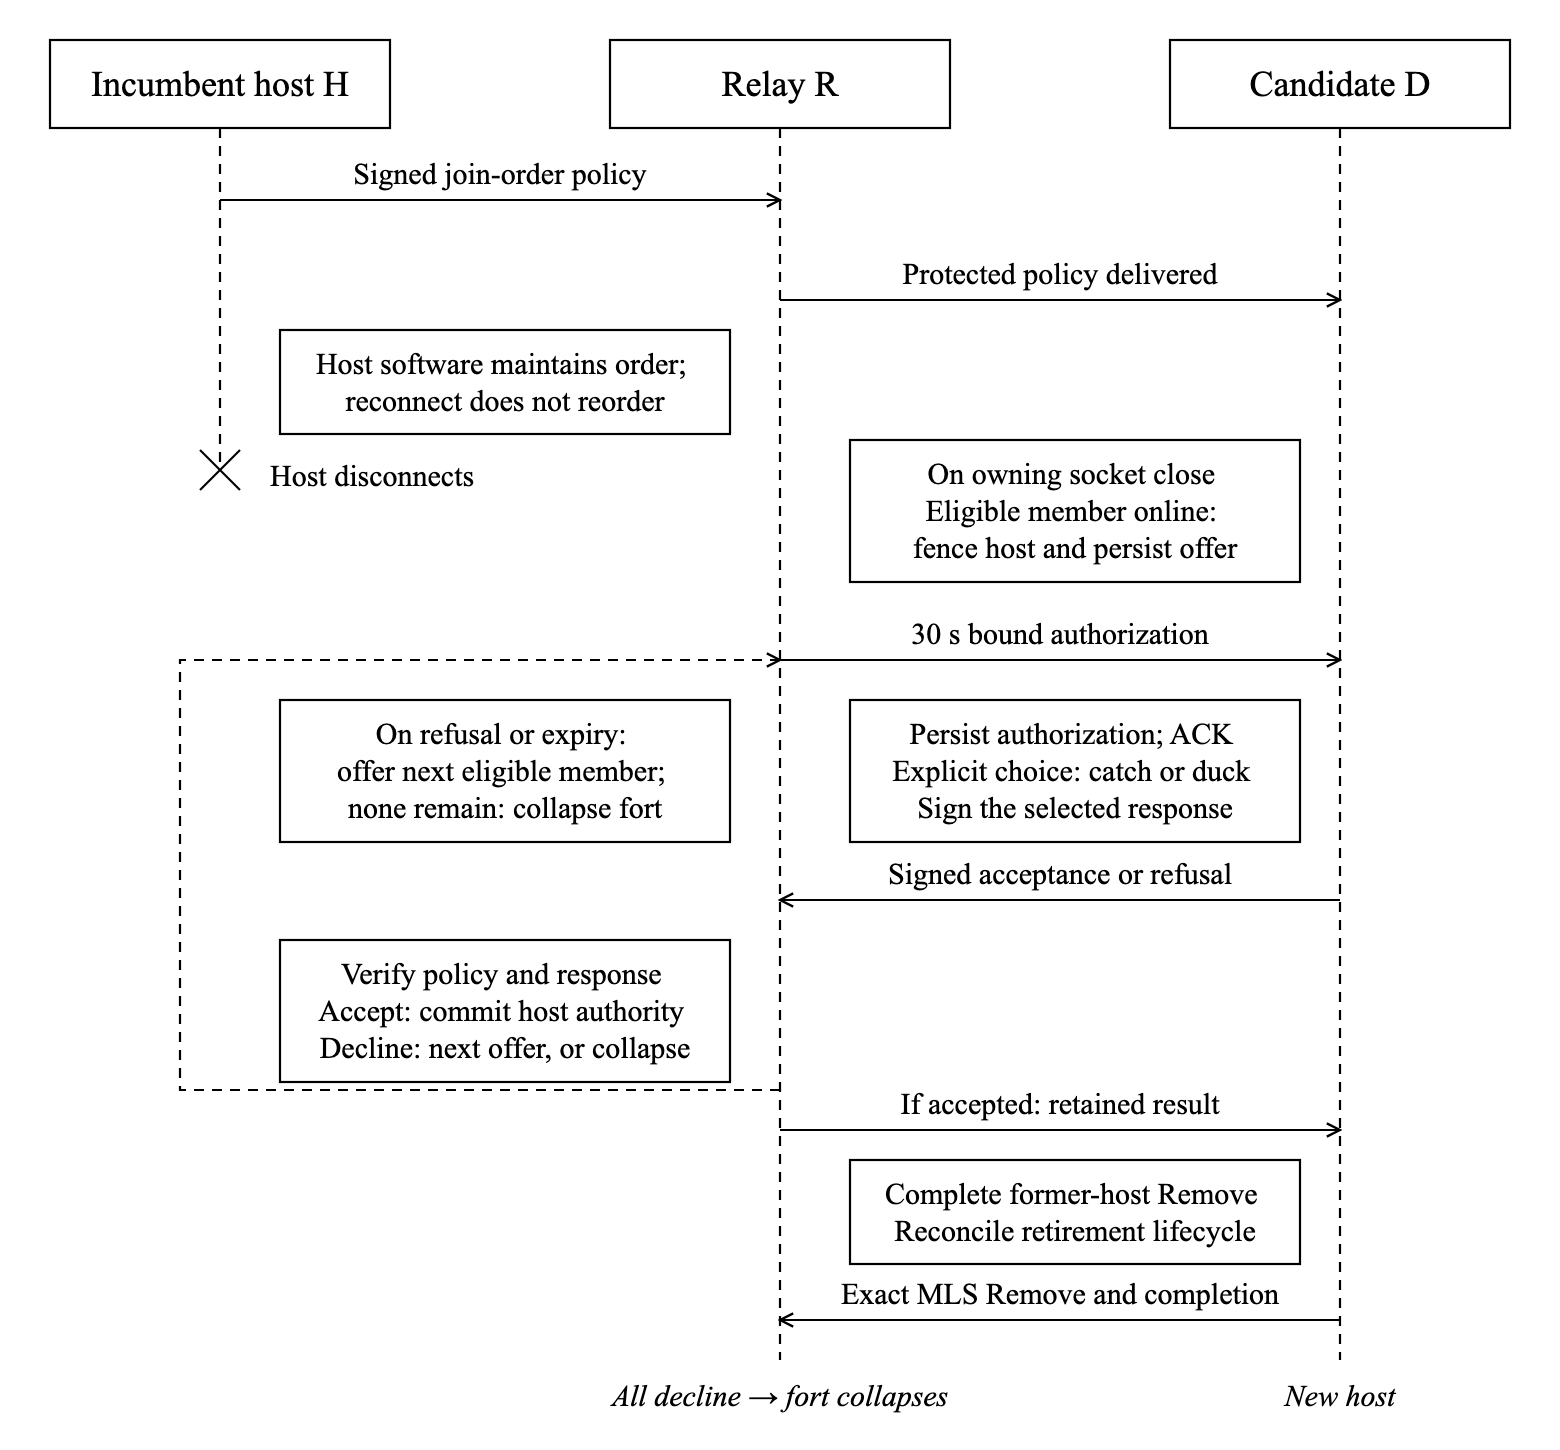 Incumbent host H
Relay R
Candidate D
Signed join-order policy
Protected policy delivered
Host software maintains order;
reconnect does not reorder
Host disconnects
On owning socket close
Eligible member online:
fence host and persist offer
30 s bound authorization
On refusal or expiry:
offer next eligible member;
none remain: collapse fort
Persist authorization; ACK
Explicit choice: catch or duck
Sign the selected response
Signed acceptance or refusal
Verify policy and response
Accept: commit host authority
Decline: next offer, or collapse
If accepted: retained result
Complete former-host Remove
Reconcile retirement lifecycle
Exact MLS Remove and completion
All decline → fort collapses
New host